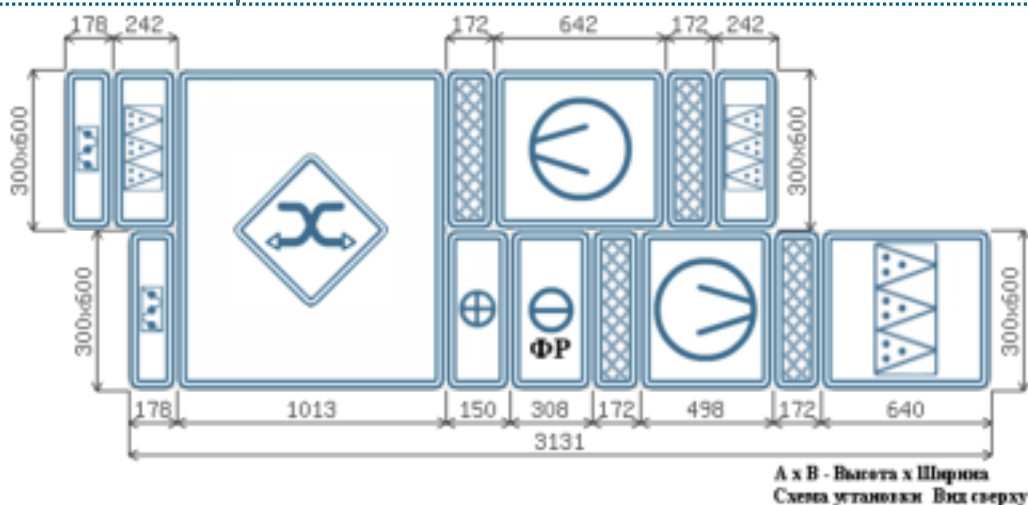 178 242 172 642 172 242
300x600 300x600
300x600 300x600
ФР
178 1013 150 308 172 498 172 640
3131
А х В - Высота х Ширина
Схема установки Вид сверху